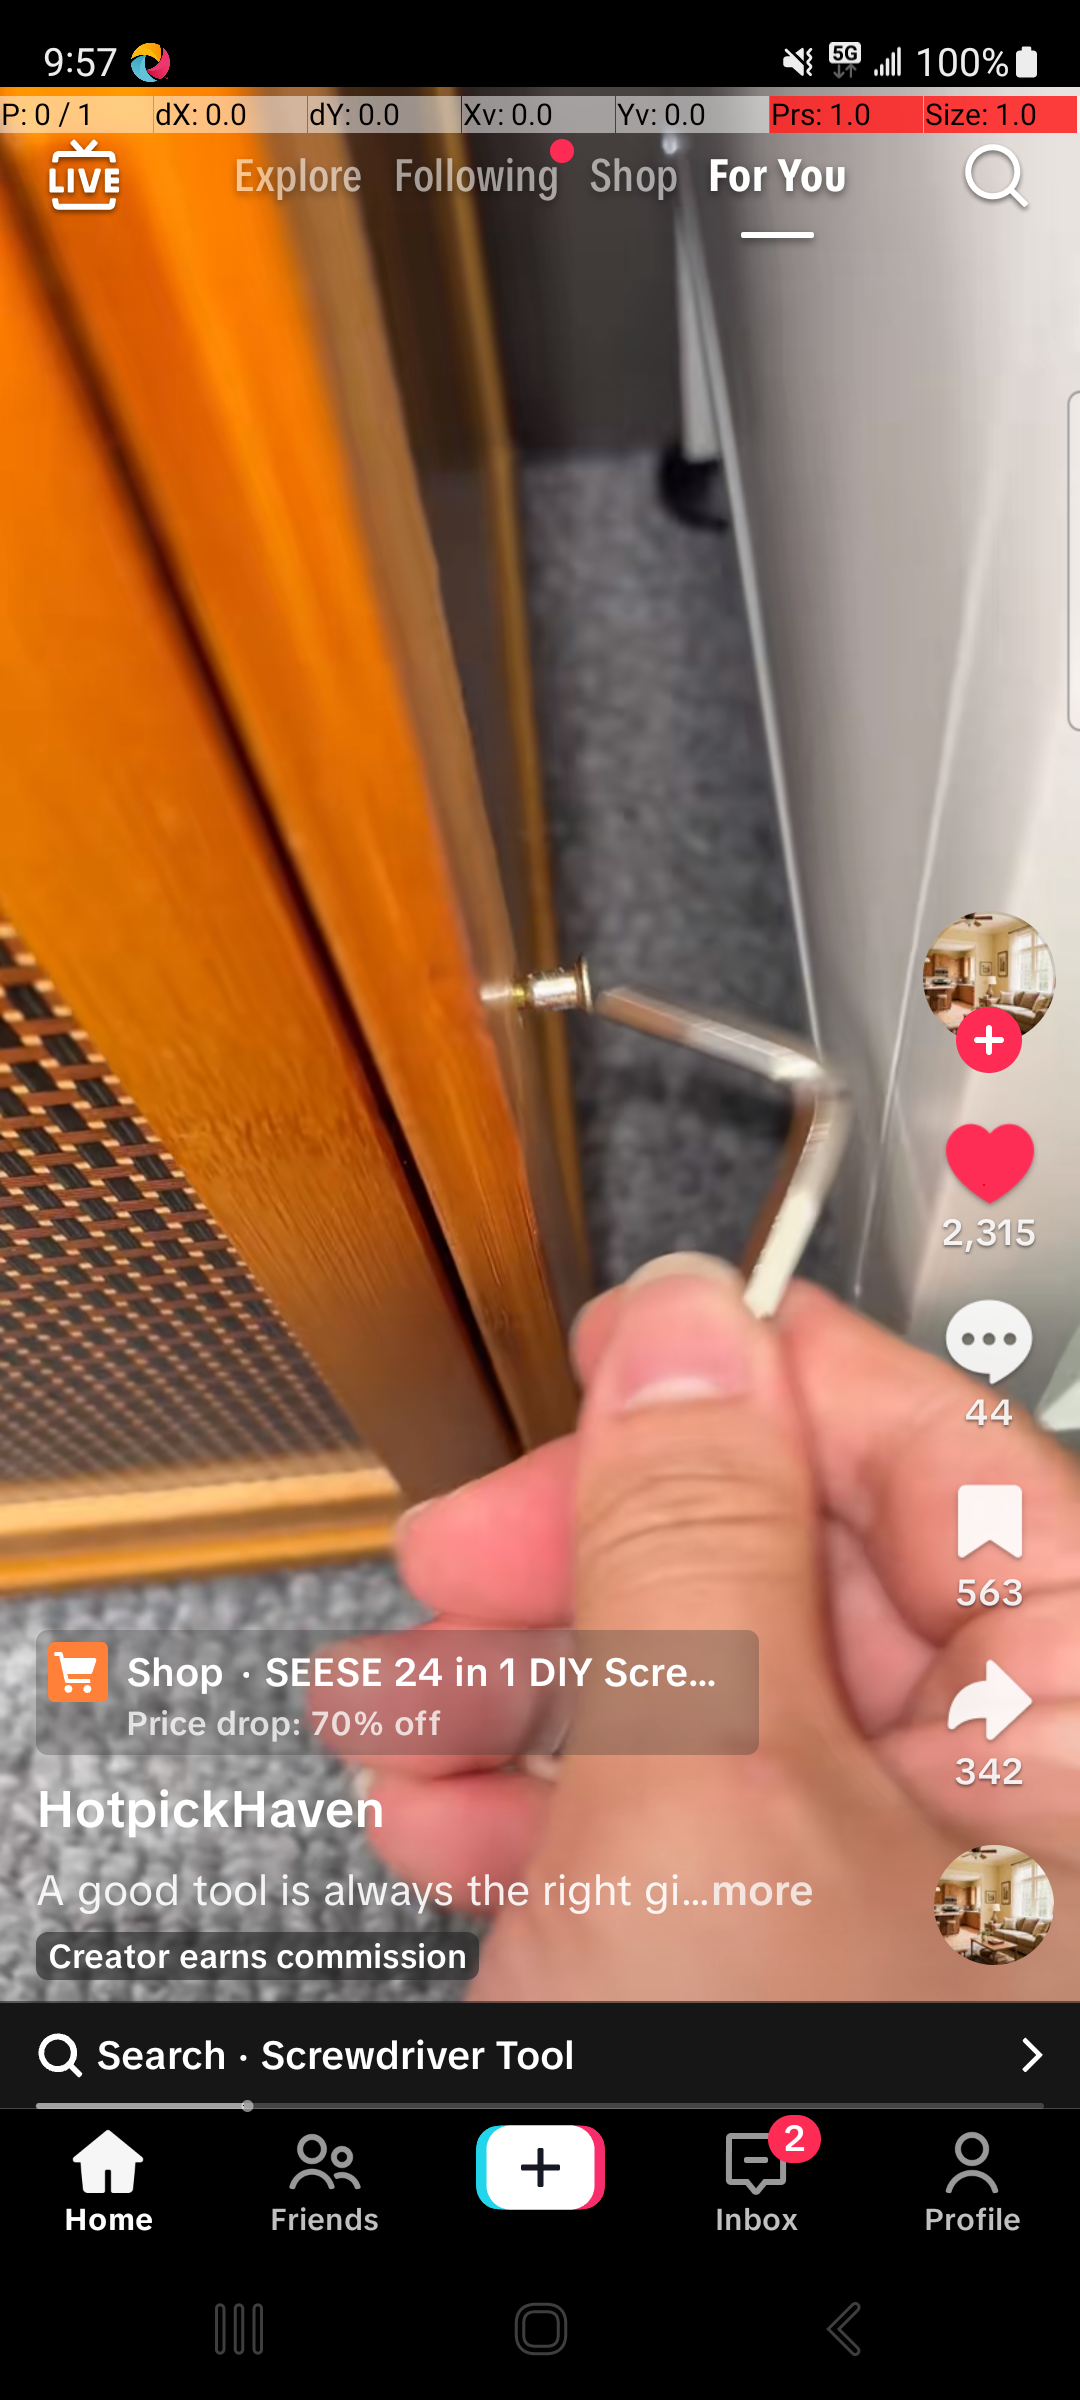 9:57
5G
100%
P: 0 / 1 dX: 0.0 dY: 0.0 Xv: 0.0 Yv: 0.0 Prs: 1.0 Size: 1.0
LIVE Explore Following Shop For You
2,315
44
563
342
Shop · SEESE 24 in 1 DIY Scre...
Price drop: 70% off
HotpickHaven
A good tool is always the right gi...more
Creator earns commission
Search · Screwdriver Tool
2
Home Friends Inbox Profile